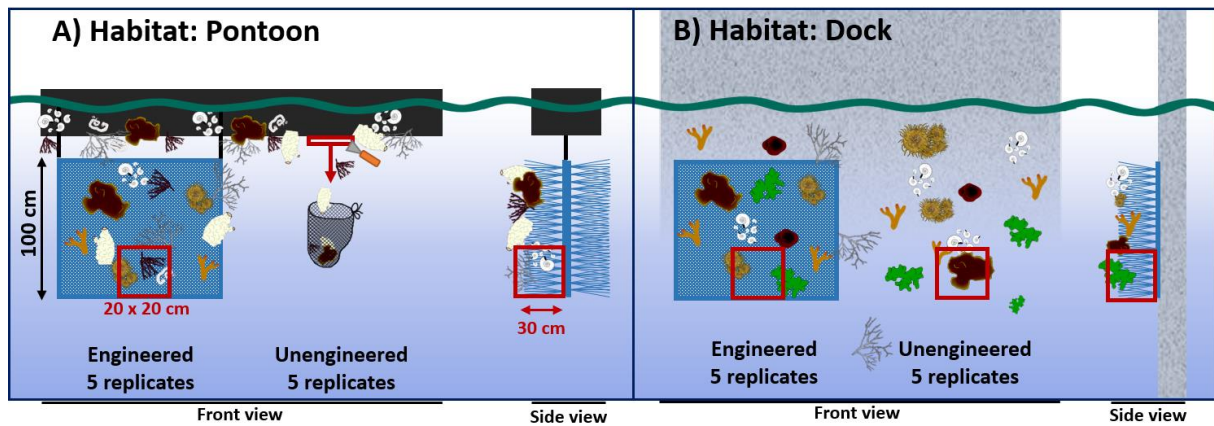 A) Habitat: Pontoon
100 cm
20 x 20 cm
30 cm
Engineered
5 replicates
Unengineered
5 replicates
Front view
Side view
B) Habitat: Dock
Engineered
5 replicates
Unengineered
5 replicates
Front view
Side view